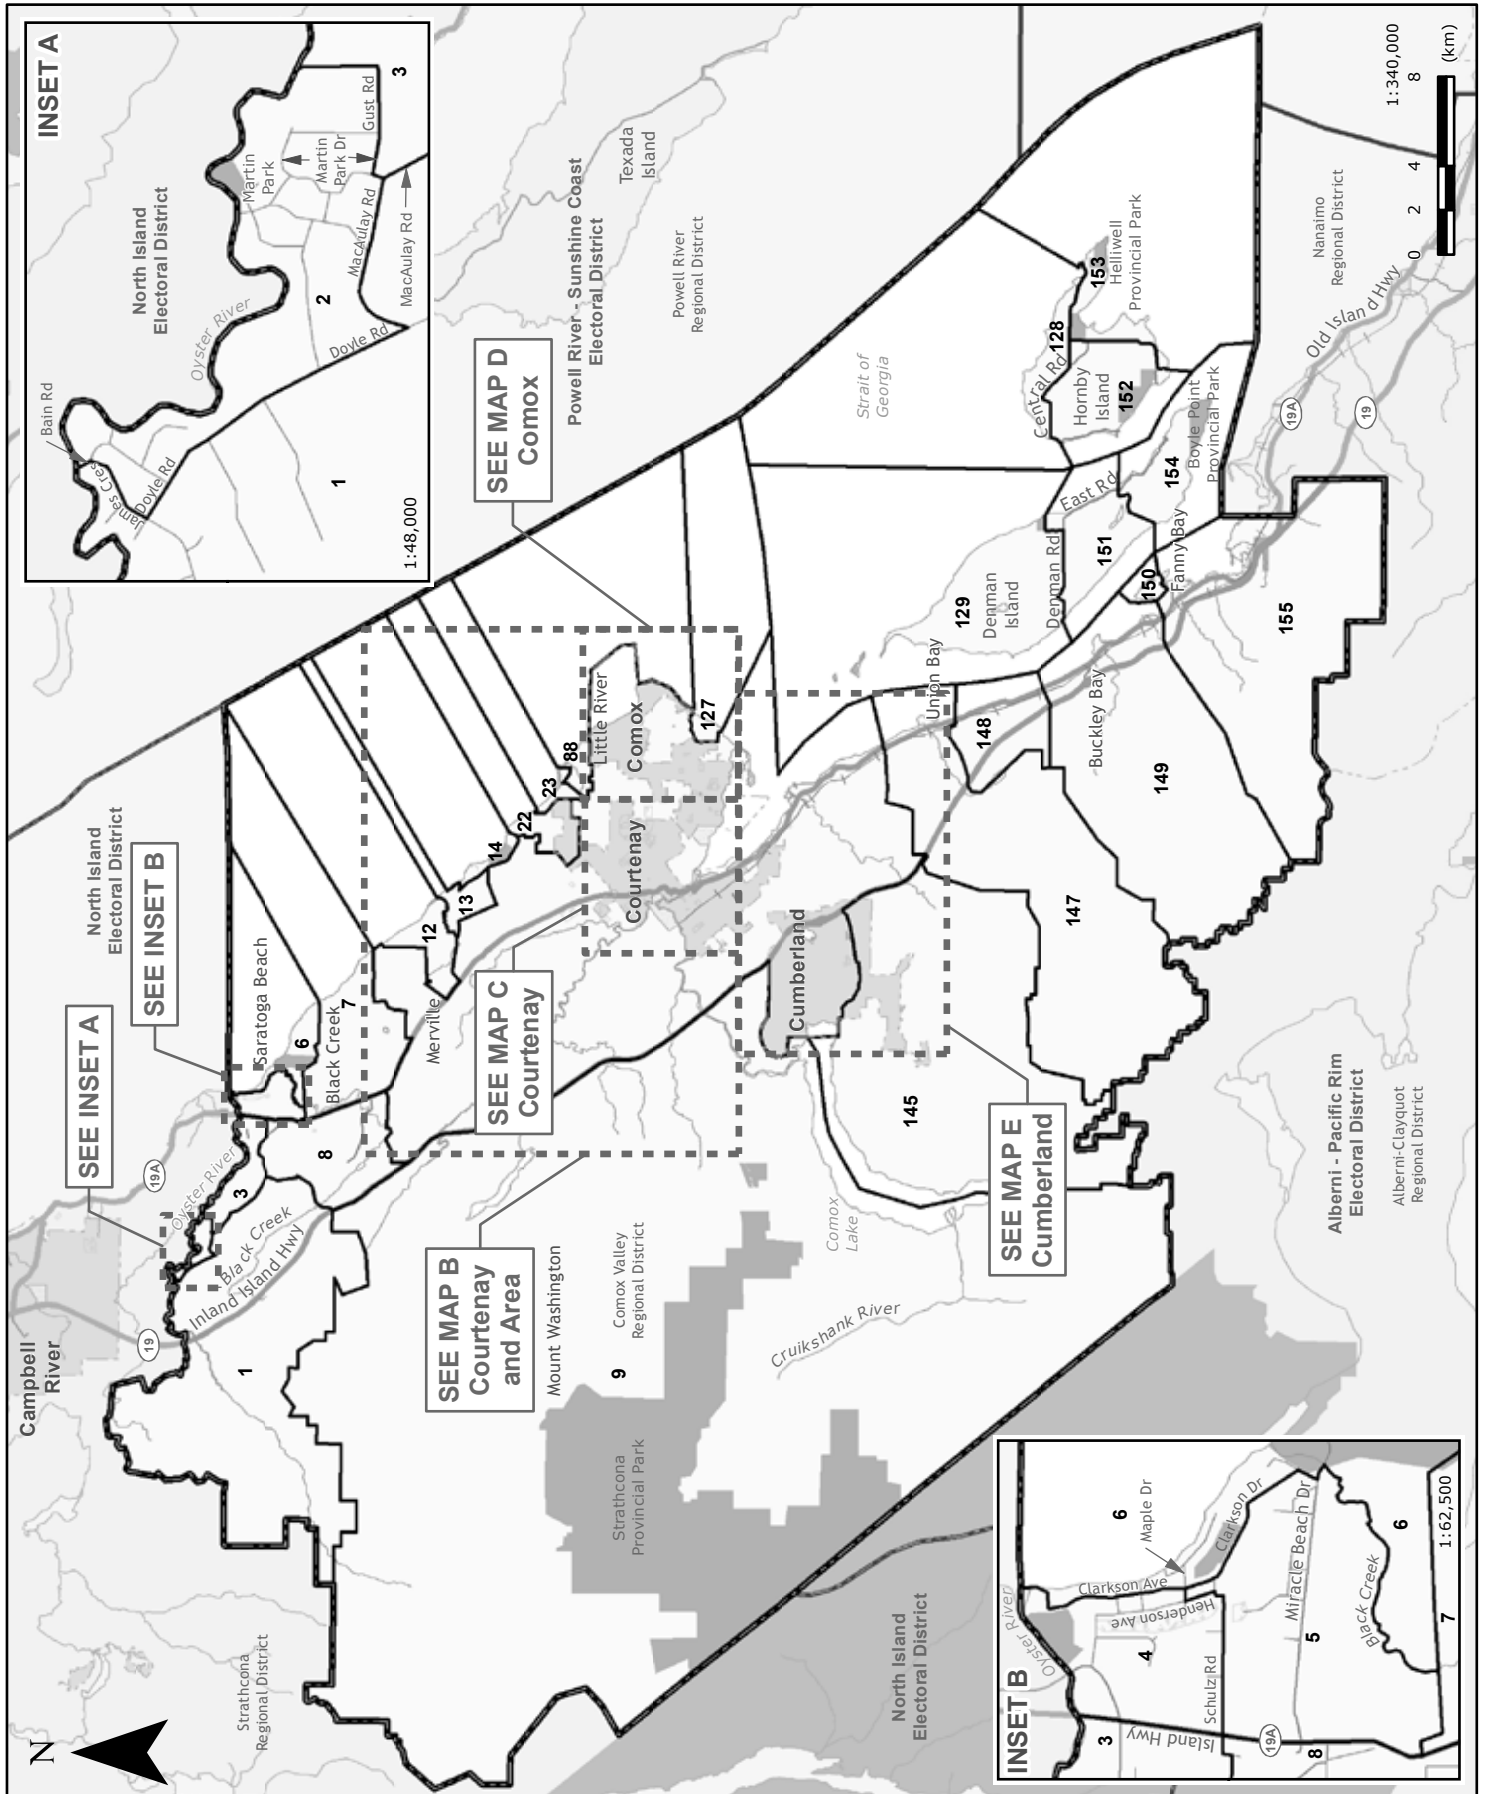 N
Strathcona
Regional District
Campbell
River
19
19A
SEE INSET A
SEE INSET B
North Island
Electoral District
Oyster River
Black Creek
Inland Island Hwy
1
3
8
6
7
Saratoga Beach
Black Creek
Merville
12
13
14
22
23
88
Little River
Comox
Courtenay
127
SEE MAP B
Courtenay
and Area
SEE MAP C
Courtenay
SEE MAP D
Comox
SEE MAP E
Cumberland
Mount Washington
Comox Valley
Regional District
9
Strathcona
Provincial Park
Cruikshank River
Comox
Lake
Cumberland
145
147
148
149
Union Bay
Buckley Bay
129
Denman
Island
Denman Rd
East Rd
150
151
Fanny Bay
154
155
Boyle Point
Provincial Park
Central Rd
128
Hornby
Island
152
153
Helliwell
Provincial Park
Strait of
Georgia
Powell River - Sunshine Coast
Electoral District
Powell River
Regional District
Texada
Island
Nanaimo
Regional District
Old Island Hwy
19A
19
Alberni - Pacific Rim
Electoral District
Alberni-Clayquot
Regional District
North Island
Electoral District
1:340,000
0 2 4 8
(km)
INSET A
North Island
Electoral District
Bain Rd
James Cres
Doyle Rd
Oyster River
Doyle Rd
Martin
Park
Martin
Park Dr
Gust Rd
MacAulay Rd
MacAulay Rd
1
2
3
1:48,000
INSET B
Oyster River
Clarkson Ave
Maple Dr
6
Clarkson Dr
Henderson Ave
4
Schulz Rd
Island Hwy
3
19A
Miracle Beach Dr
5
8
Black Creek
6
7
1:62,500